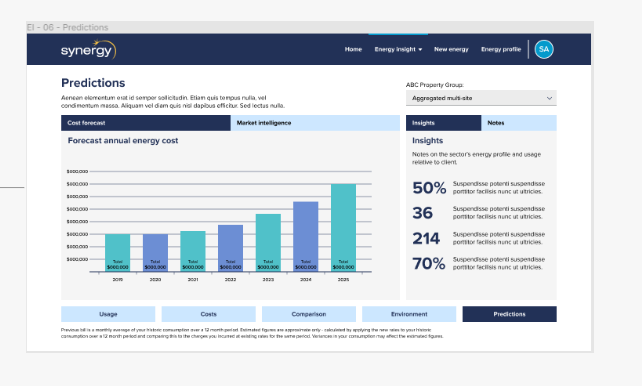 EI - 06 - Predictions
synergy
Home Energy insight New energy Energy profile SA
Predictions
Aenean elementum erat id semper sollicitudin. Etiam quis tempus nulla, vel
condimentum massa. Aliquam vel diam quis nisl dapibus efficitur. Sed lectus nulla.
ABC Property Group:
Aggregated multi-site
Cost forecast Market intelligence
Insights Notes
Forecast annual energy cost
$000,000
$000,000
$000,000
$000,000
$000,000
$000,000
$000,000
$000,000
Total Total Total Total Total Total Total
$000,000 $000,000 $000,000 $000,000 $000,000 $000,000 $000,000
2019 2020 2021 2022 2023 2024 2025
Insights
Notes on the sector's energy profile and usage
relative to client.
50% Suspendisse potenti suspendisse
porttitor facilisis nunc ut ultricies.
36 Suspendisse potenti suspendisse
porttitor facilisis nunc ut ultricies.
214 Suspendisse potenti suspendisse
porttitor facilisis nunc ut ultricies.
70% Suspendisse potenti suspendisse
porttitor facilisis nunc ut ultricies.
Usage Costs Comparison Environment Predictions
Previous bill is a monthly average of your historic consumption over a 12 month period. Estimated figures are approximate only - calculated by applying the new rates to your historic
consumption over a 12 month period and comparing this to the charges you incurred at existing rates for the same period. Variances in your consumption may affect the estimated figures.